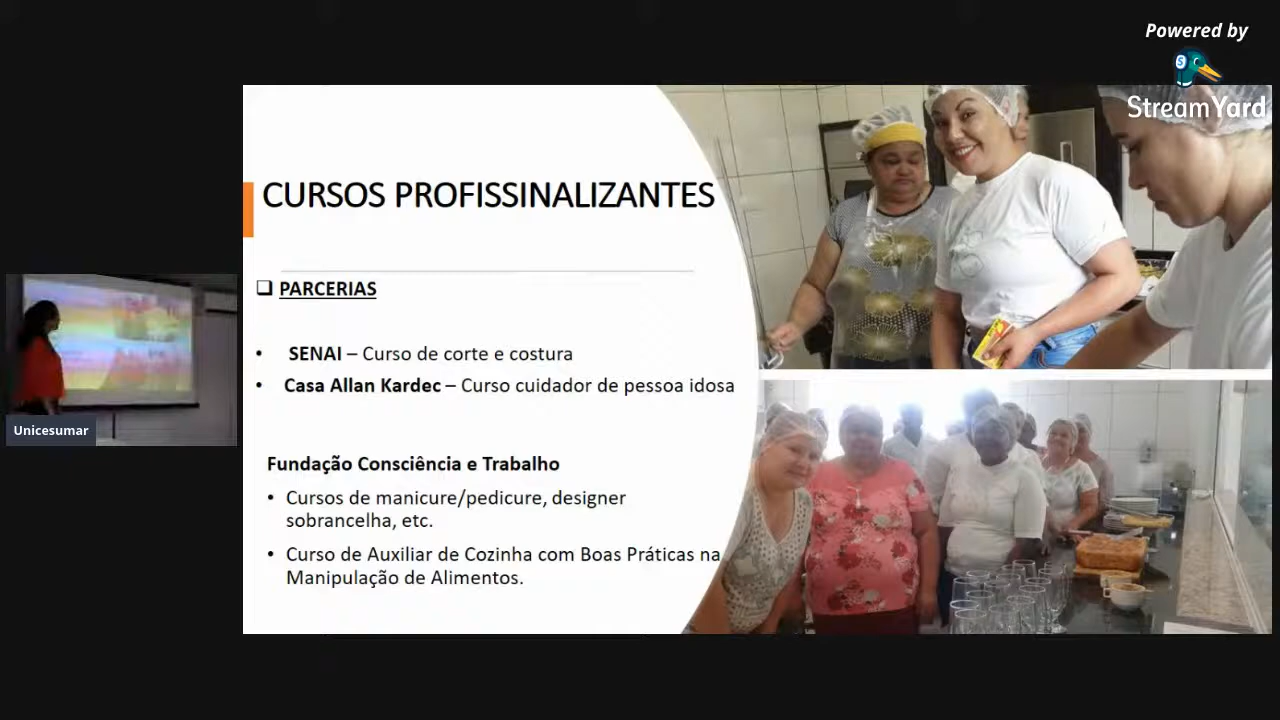 Powered by
StreamYard
CURSOS PROFISSINALIZANTES
PARCERIAS
• SENAI – Curso de corte e costura
• Casa Allan Kardec – Curso cuidador de pessoa idosa
Fundação Consciência e Trabalho
• Cursos de manicure/pedicure, designer
sobrancelha, etc.
• Curso de Auxiliar de Cozinha com Boas Práticas na
Manipulação de Alimentos.
Unicesumar